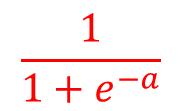 1
1 + e^{-a}